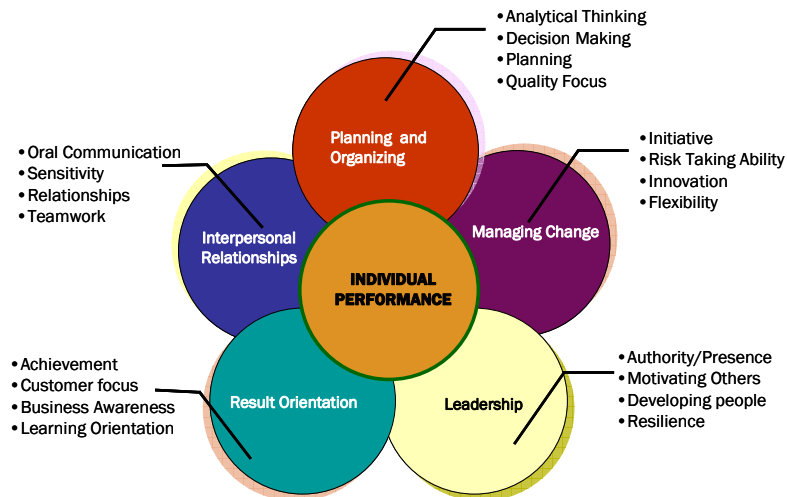 •Analytical Thinking
•Decision Making
•Planning
•Quality Focus
Planning and
Organizing
•Oral Communication
•Sensitivity
•Relationships
•Teamwork
•Initiative
•Risk Taking Ability
•Innovation
•Flexibility
Interpersonal
Relationships
Managing Change
INDIVIDUAL
PERFORMANCE
•Achievement
•Customer focus
•Business Awareness
•Learning Orientation
Result Orientation
Leadership
•Authority/Presence
•Motivating Others
•Developing people
•Resilience